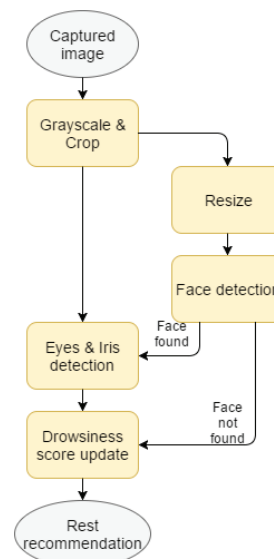 Captured
image
Grayscale &
Crop
Resize
Face detection
Face
found
Eyes & Iris
detection
Face
not
found
Drowsiness
score update
Rest
recommendation